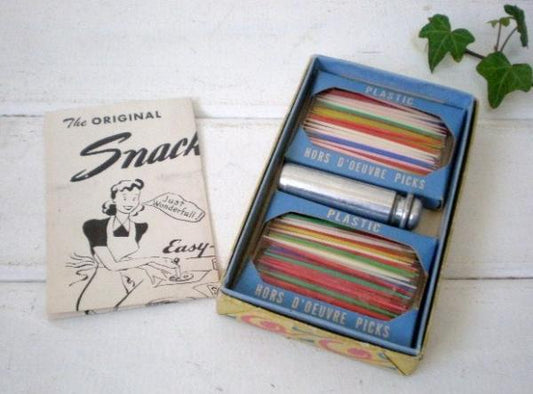 The ORIGINAL
Snack
Just
Wonderful!
Easy-
PLASTIC
HORS D'OEUVRE PICKS
PLASTIC
HORS D'OEUVRE PICKS